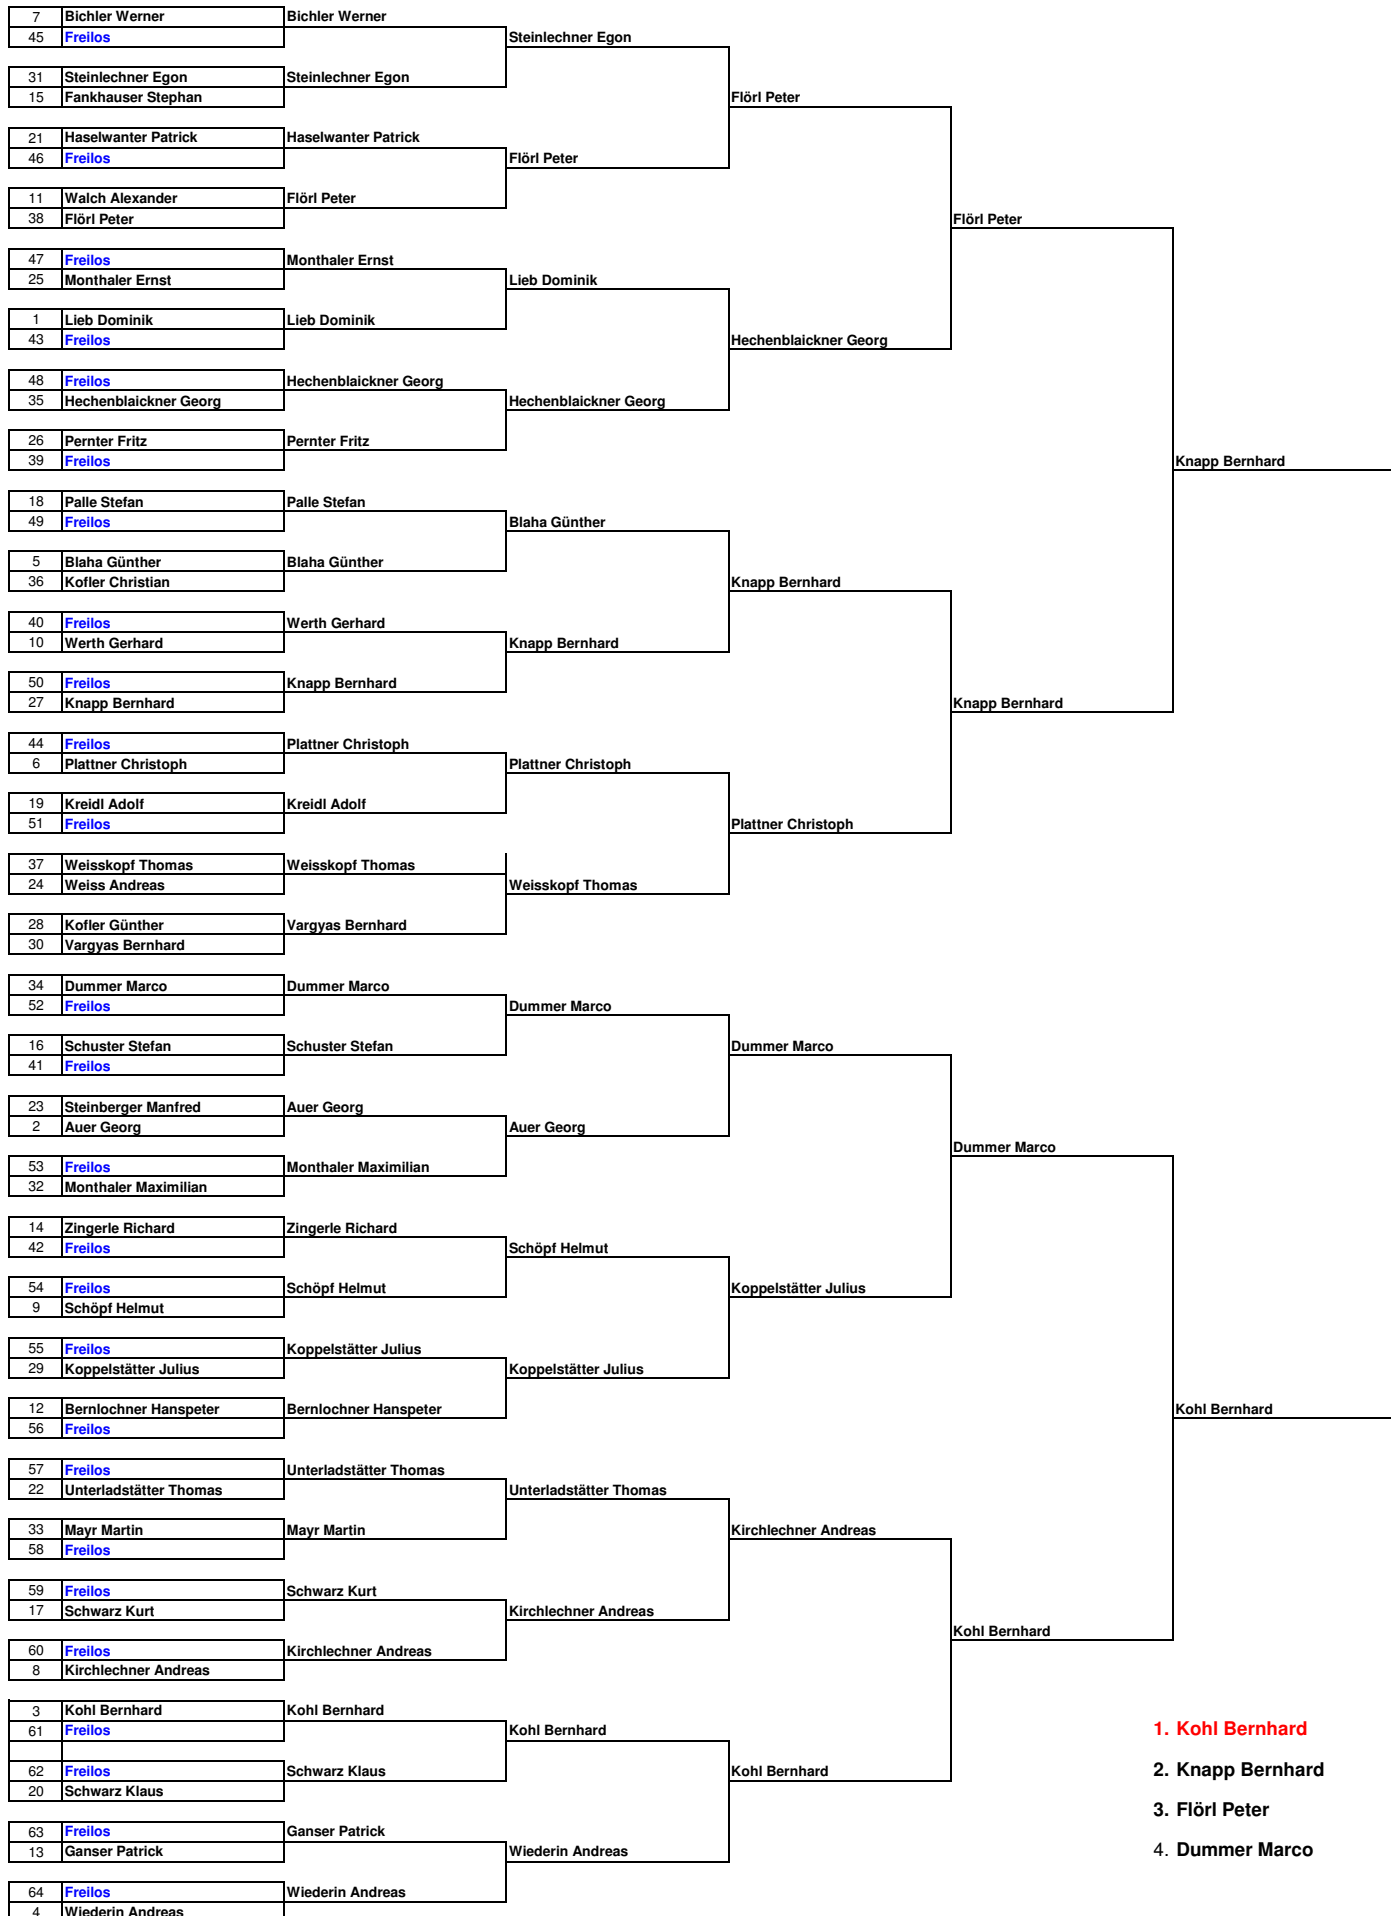 7 Bichler Werner Bichler Werner
45 Freilos Steinlechner Egon
31 Steinlechner Egon Steinlechner Egon
15 Fankhauser Stephan Flörl Peter
21 Haselwanter Patrick Haselwanter Patrick
46 Freilos Flörl Peter
11 Walch Alexander Flörl Peter
38 Flörl Peter Flörl Peter
47 Freilos Monthaler Ernst
25 Monthaler Ernst Lieb Dominik
1 Lieb Dominik Lieb Dominik
43 Freilos Hechenblaickner Georg
48 Freilos Hechenblaickner Georg
35 Hechenblaickner Georg Hechenblaickner Georg
26 Pernter Fritz Pernter Fritz
39 Freilos Knapp Bernhard
18 Palle Stefan Palle Stefan
49 Freilos Blaha Günther
5 Blaha Günther Blaha Günther
36 Kofler Christian Knapp Bernhard
40 Freilos Werth Gerhard
10 Werth Gerhard Knapp Bernhard
50 Freilos Knapp Bernhard
27 Knapp Bernhard Knapp Bernhard
44 Freilos Plattner Christoph
6 Plattner Christoph Plattner Christoph
19 Kreidl Adolf Kreidl Adolf
51 Freilos Plattner Christoph
37 Weisskopf Thomas Weisskopf Thomas
24 Weiss Andreas Weisskopf Thomas
28 Kofler Günther Vargyas Bernhard
30 Vargyas Bernhard
34 Dummer Marco Dummer Marco
52 Freilos Dummer Marco
16 Schuster Stefan Schuster Stefan Dummer Marco
41 Freilos
23 Steinberger Manfred Auer Georg
2 Auer Georg Auer Georg
Dummer Marco
53 Freilos Monthaler Maximilian
32 Monthaler Maximilian
14 Zingerle Richard Zingerle Richard
42 Freilos Schöpf Helmut
54 Freilos Schöpf Helmut Koppelstätter Julius
9 Schöpf Helmut
55 Freilos Koppelstätter Julius
29 Koppelstätter Julius Koppelstätter Julius
12 Bernlochner Hanspeter Bernlochner Hanspeter Kohl Bernhard
56 Freilos
57 Freilos Unterladstätter Thomas
22 Unterladstätter Thomas Unterladstätter Thomas
33 Mayr Martin Mayr Martin Kirchlechner Andreas
58 Freilos
59 Freilos Schwarz Kurt
17 Schwarz Kurt Kirchlechner Andreas
Kohl Bernhard
60 Freilos Kirchlechner Andreas
8 Kirchlechner Andreas
3 Kohl Bernhard Kohl Bernhard
61 Freilos Kohl Bernhard 1. Kohl Bernhard
62 Freilos Schwarz Klaus Kohl Bernhard 2. Knapp Bernhard
20 Schwarz Klaus
3. Flörl Peter
63 Freilos Ganser Patrick
13 Ganser Patrick Wiederin Andreas 4. Dummer Marco
64 Freilos Wiederin Andreas
4 Wiederin Andreas